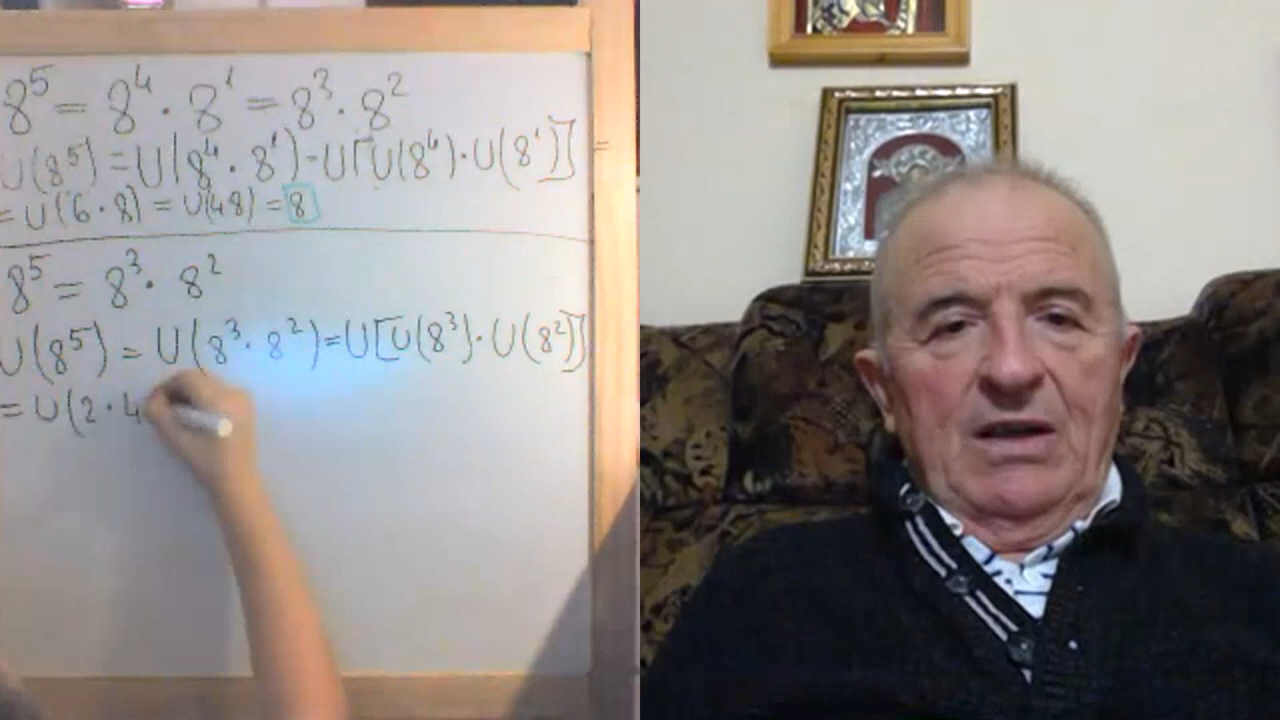 8⁵ = 8⁴ · 8¹ = 8³ · 8²
U(8⁵) = U(8⁴ · 8¹) = U[U(8⁴) · U(8¹)] =
= U(6 · 8) = U(48) = 8
8⁵ = 8³ · 8²
U(8⁵) = U(8³ · 8²) = U[U(8³) · U(8²)]
= U(2 · 4